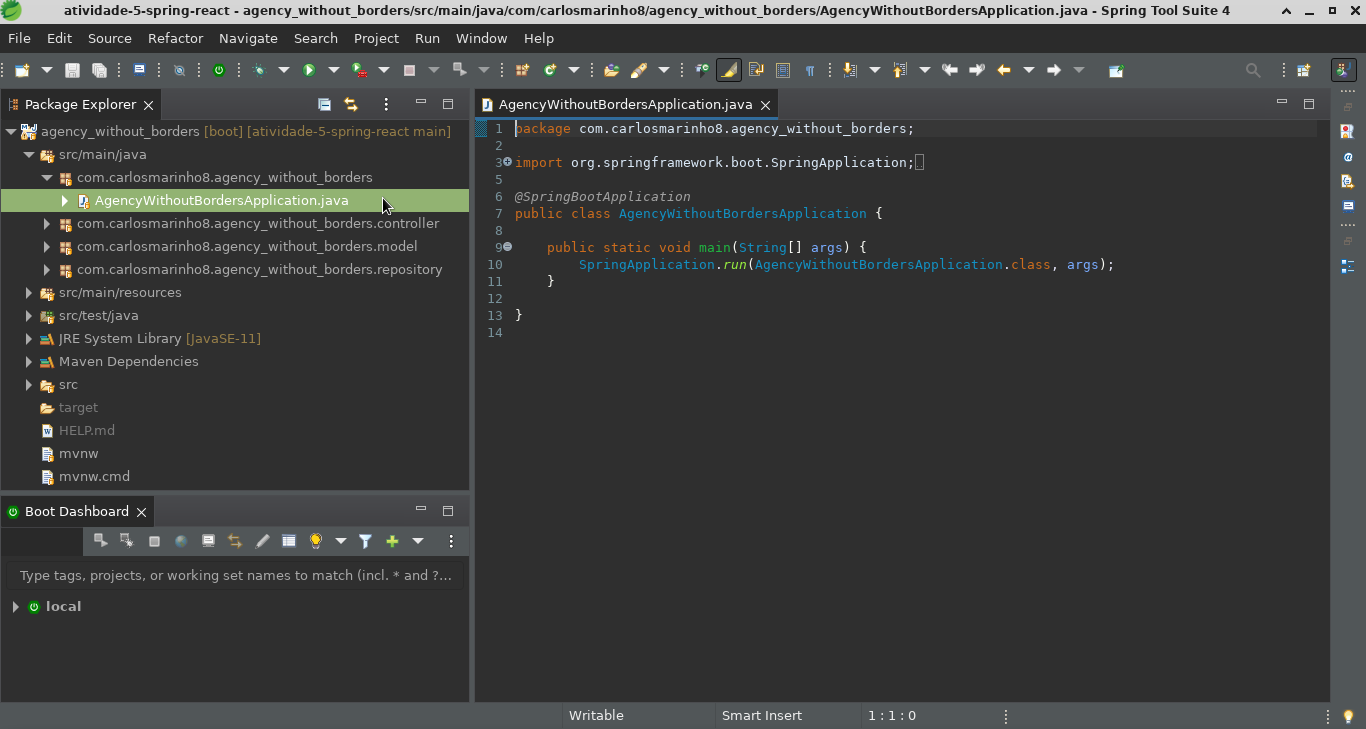 atividade-5-spring-react - agency_without_borders/src/main/java/com/carlosmarinho8/agency_without_borders/AgencyWithoutBordersApplication.java - Spring Tool Suite 4
File Edit Source Refactor Navigate Search Project Run Window Help
Package Explorer
agency_without_borders [boot] [atividade-5-spring-react main]
src/main/java
com.carlosmarinho8.agency_without_borders
AgencyWithoutBordersApplication.java
com.carlosmarinho8.agency_without_borders.controller
com.carlosmarinho8.agency_without_borders.model
com.carlosmarinho8.agency_without_borders.repository
src/main/resources
src/test/java
JRE System Library [JavaSE-11]
Maven Dependencies
src
target
HELP.md
mvnw
mvnw.cmd
Boot Dashboard
Type tags, projects, or working set names to match (incl. * and ?...
local
AgencyWithoutBordersApplication.java
1 package com.carlosmarinho8.agency_without_borders;
2
3 import org.springframework.boot.SpringApplication;
5
6 @SpringBootApplication
7 public class AgencyWithoutBordersApplication {
8
9     public static void main(String[] args) {
10         SpringApplication.run(AgencyWithoutBordersApplication.class, args);
11     }
12
13 }
14
Writable Smart Insert 1 : 1 : 0